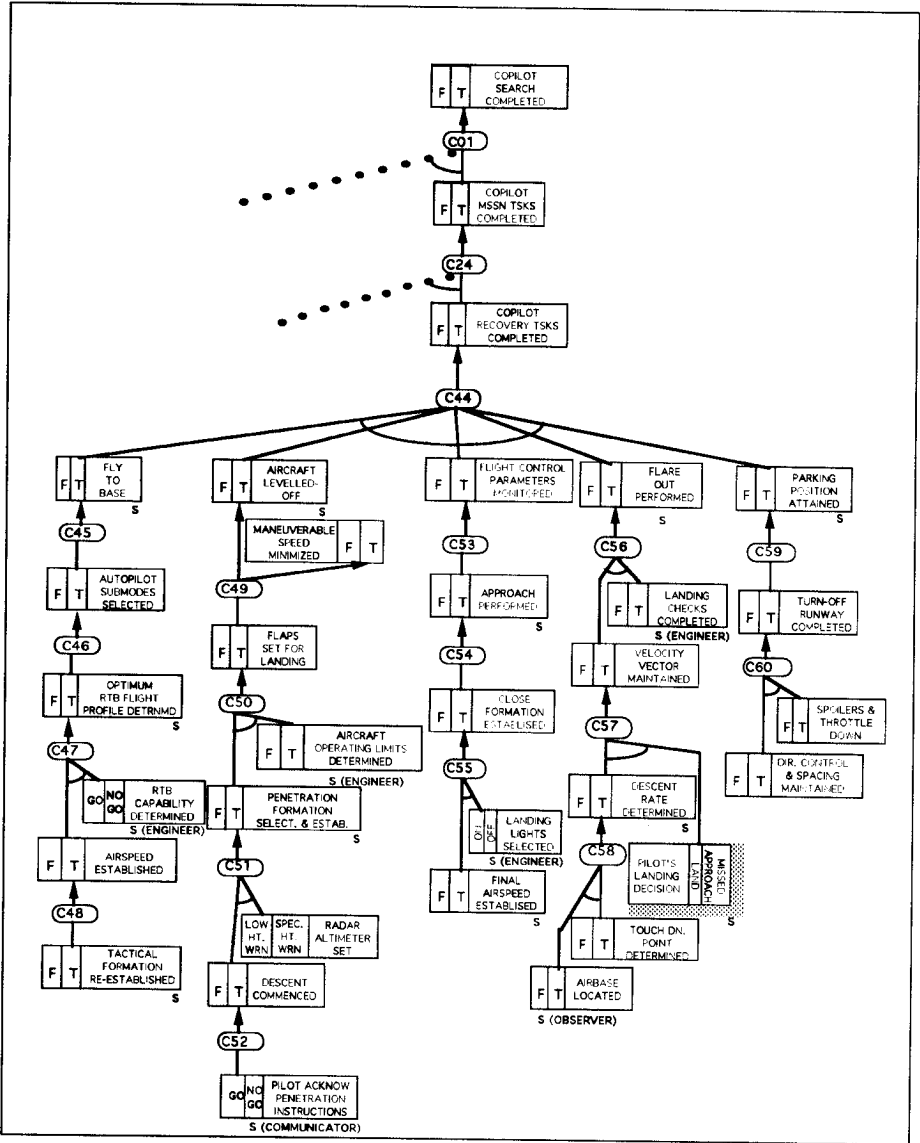 F T COPILOT
SEARCH
COMPLETED
C01
F T COPILOT
MSSN TSKS
COMPLETED
C24
F T COPILOT
RECOVERY TSKS
COMPLETED
C44
F T FLY
TO
BASE
S
C45
F T AUTOPILOT
SUBMODES
SELECTED
C46
F T OPTIMUM
RTB FLIGHT
PROFILE DETRNMD
S
C47
GO NO GO RTB
CAPABILITY
DETERMINED
S (ENGINEER)
F T AIRSPEED
ESTABLISHED
C48
F T TACTICAL
FORMATION
RE-ESTABLISHED
S
F T AIRCRAFT
LEVELLED-
OFF
S
MANEUVERABLE
SPEED
MINIMIZED F T
C49
F T FLAPS
SET FOR
LANDING
C50
F T AIRCRAFT
OPERATING LIMITS
DETERMINED
S (ENGINEER)
F T PENETRATION
FORMATION
SELECT. & ESTAB.
S
C51
LOW HT. WRN SPEC. HT. WRN RADAR
ALTIMETER
SET
F T DESCENT
COMMENCED
C52
GO NO GO PILOT ACKNOW
PENETRATION
INSTRUCTIONS
S (COMMUNICATOR)
F T FLIGHT CONTROL
PARAMETERS
MONITORED
C53
F T APPROACH
PERFORMED
S
C54
F T CLOSE
FORMATION
ESTABLISED
C55
ON OFF LANDING
LIGHTS
SELECTED
S (ENGINEER)
F T FINAL
AIRSPEED
ESTABLISED
S
F T FLARE
OUT
PERFORMED
S
C56
F T LANDING
CHECKS
COMPLETED
S (ENGINEER)
F T VELOCITY
VECTOR
MAINTAINED
C57
F T DESCENT
RATE
DETERMINED
S
C58
PILOT'S
LANDING
DECISION LAND MISSED APPROACH
S
F T TOUCH DN.
POINT
DETERMINED
F T AIRBASE
LOCATED
S (OBSERVER)
F T PARKING
POSITION
ATTAINED
S
C59
F T TURN-OFF
RUNWAY
COMPLETED
C60
F T SPOILERS &
THROTTLE
DOWN
F T DIR. CONTROL
& SPACING
MAINTAINED